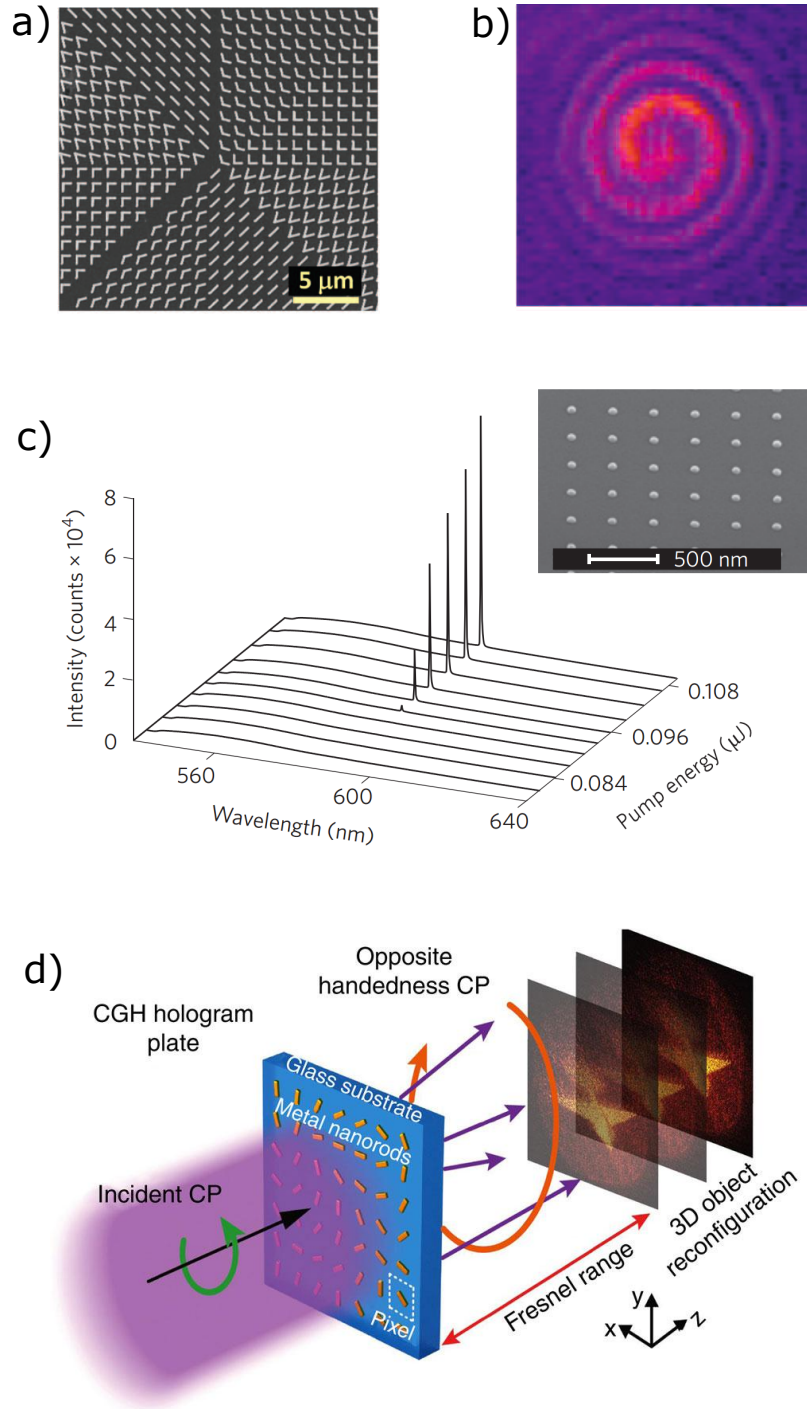 a)
b)
5 μm
c)
500 nm
Intensity (counts × 10⁴)
8
6
4
2
0
560
600
640
Wavelength (nm)
0.108
0.096
0.084
Pump energy (μJ)
d)
Opposite
handedness CP
CGH hologram
plate
Glass substrate
Metal nanorods
Incident CP
Pixel
Fresnel range
3D object
reconfiguration
y
x
z